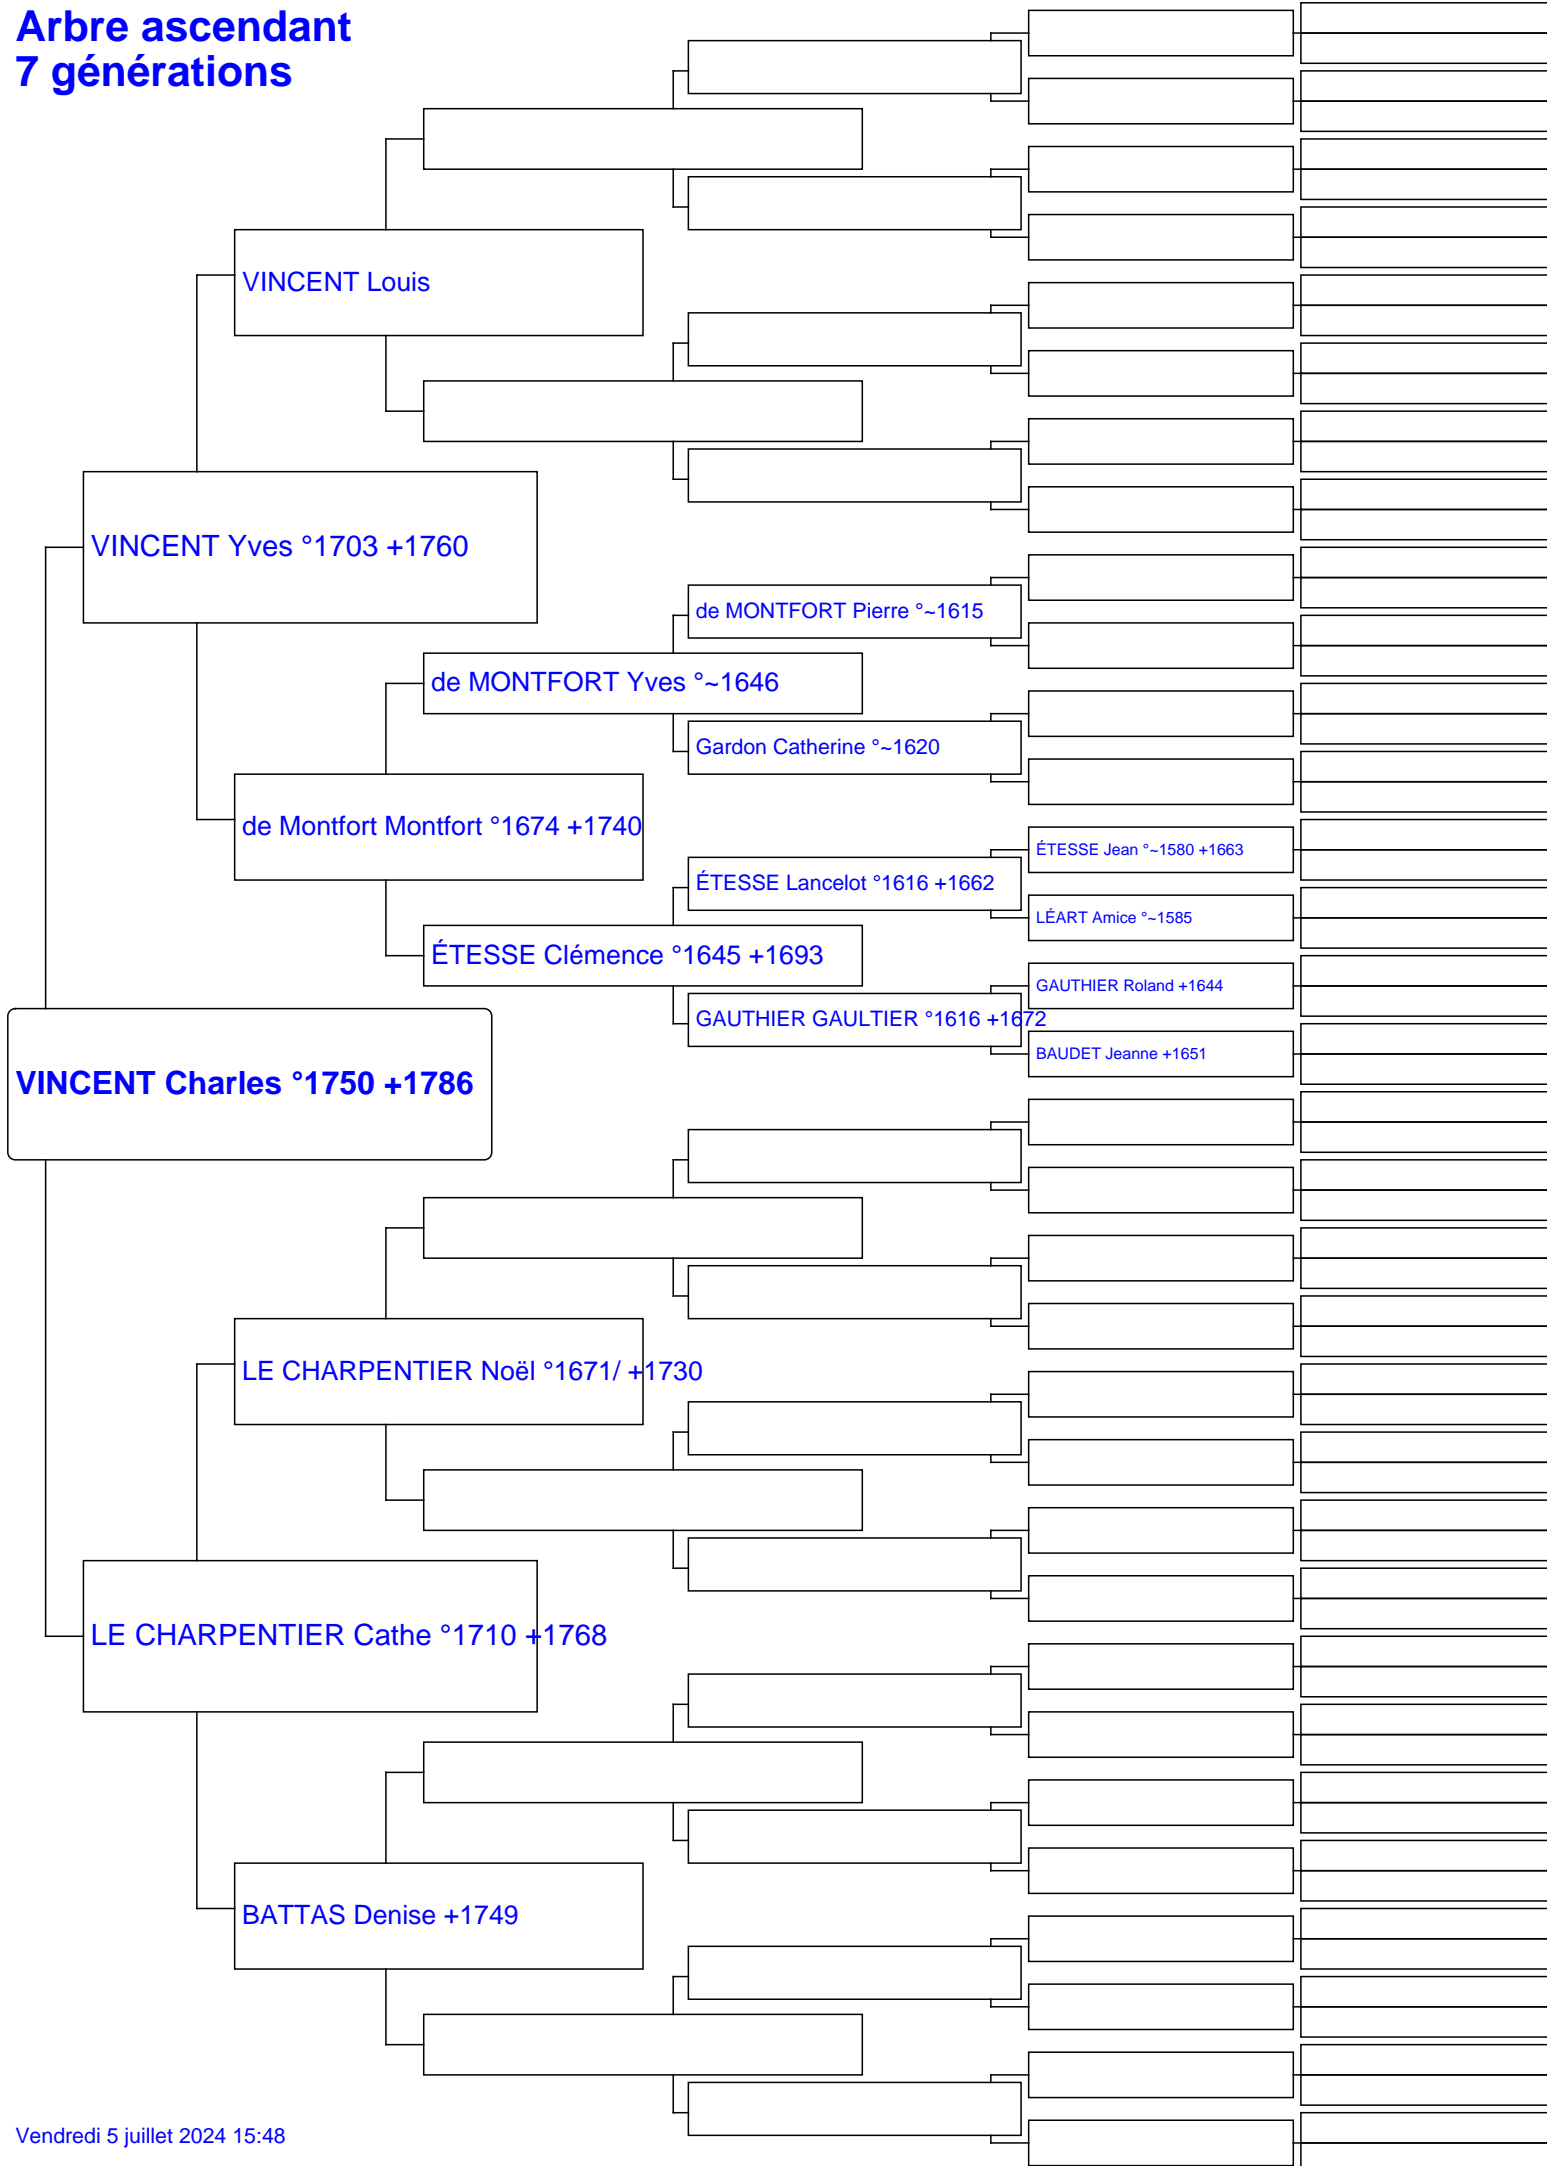 Arbre ascendant
7 générations
VINCENT Louis
VINCENT Yves °1703 +1760
de MONTFORT Pierre °~1615
de MONTFORT Yves °~1646
Gardon Catherine °~1620
de Montfort Montfort °1674 +1740
ÉTESSE Jean °~1580 +1663
ÉTESSE Lancelot °1616 +1662
LÉART Amice °~1585
ÉTESSE Clémence °1645 +1693
GAUTHIER Roland +1644
GAUTHIER GAULTIER °1616 +1672
BAUDET Jeanne +1651
VINCENT Charles °1750 +1786
LE CHARPENTIER Noël °1671/ +1730
LE CHARPENTIER Cathe °1710 +1768
BATTAS Denise +1749
Vendredi 5 juillet 2024 15:48